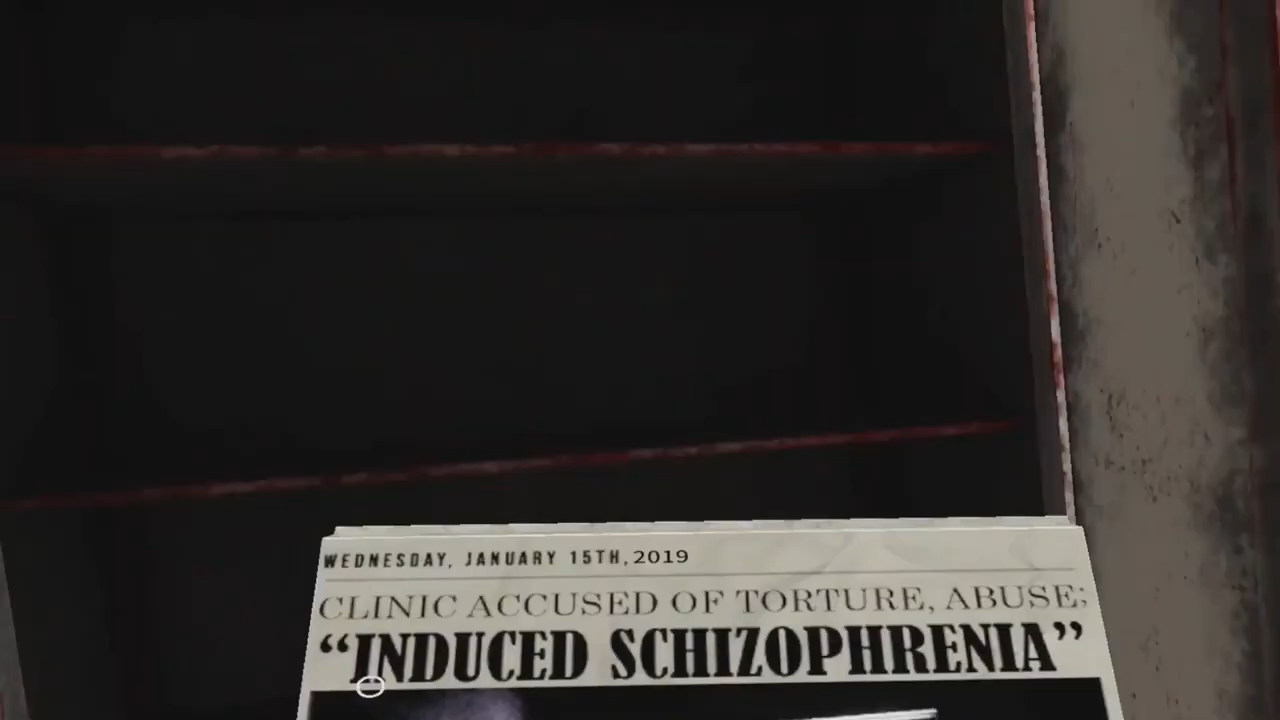 WEDNESDAY, JANUARY 15TH, 2019
CLINIC ACCUSED OF TORTURE, ABUSE;
“INDUCED SCHIZOPHRENIA”